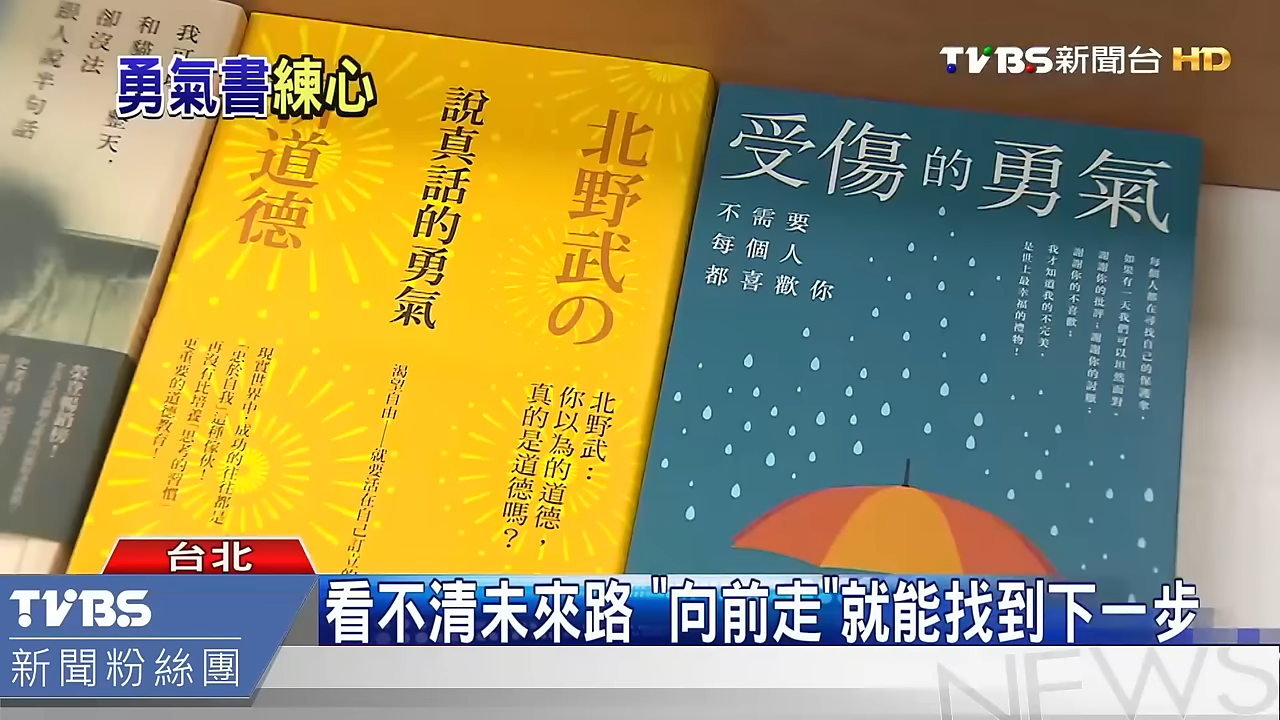 TVBS新聞台 HD
勇氣書練心
我
和貓
整天，
卻沒法
跟人說半句話
榮登暢銷榜！
北野武の
道德
說真話的勇氣
北野武：
你以為的道德，
真的是道德嗎？
渴望自由——就要活在自己訂立的
現實世界中，成功的往往都是
「忠於自我」這種傢伙！
再沒有比培養「思考的習慣」
更重要的道德教育！
受傷的勇氣
不需要
每個人
都喜歡你
每個人都在尋找自己的保護傘，
如果有一天我們可以坦然面對，
謝謝你的批評；謝謝你的討厭；
謝謝你的不喜歡；
我才知道我的不完美，
是世上最幸福的禮物！
台北
看不清未來路 "向前走"就能找到下一步
TVBS
新聞粉絲團
NEWS